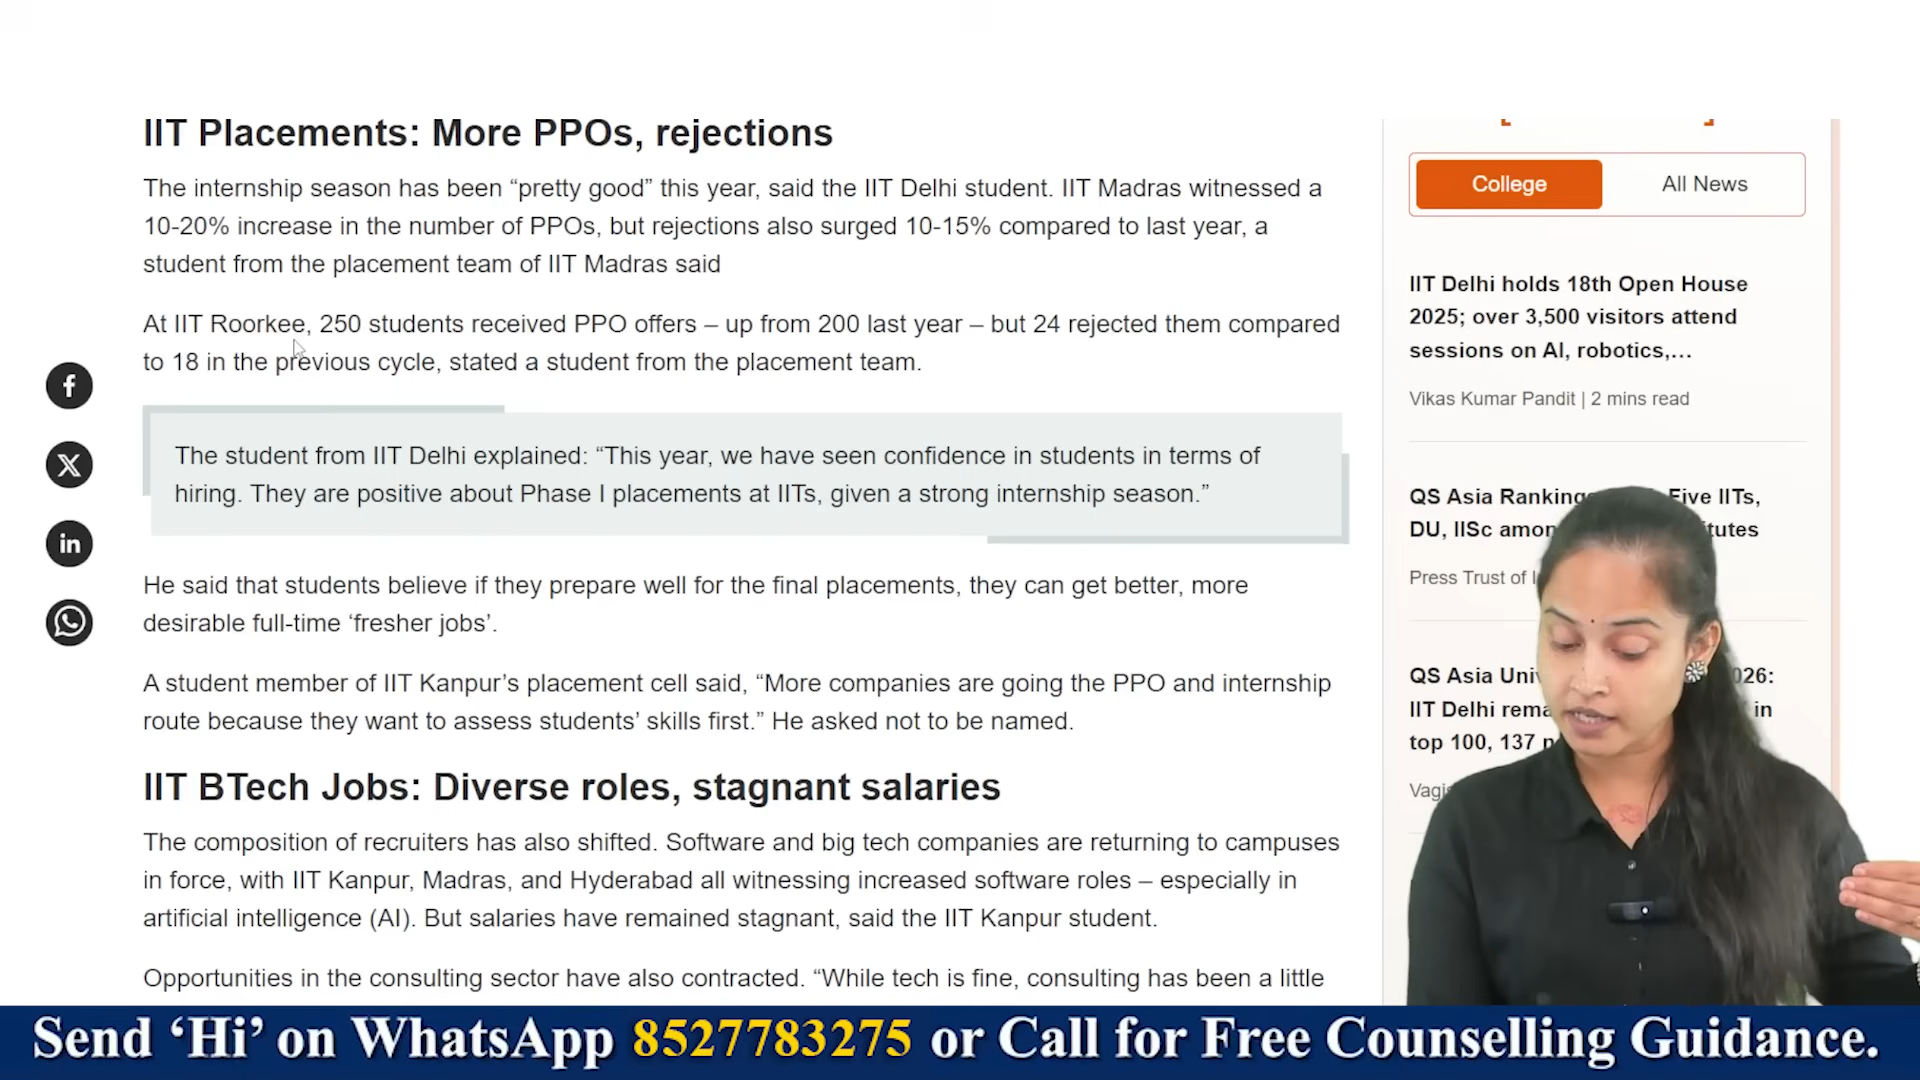 IIT Placements: More PPOs, rejections
The internship season has been “pretty good” this year, said the IIT Delhi student. IIT Madras witnessed a
10-20% increase in the number of PPOs, but rejections also surged 10-15% compared to last year, a
student from the placement team of IIT Madras said
At IIT Roorkee, 250 students received PPO offers – up from 200 last year – but 24 rejected them compared
to 18 in the previous cycle, stated a student from the placement team.
The student from IIT Delhi explained: “This year, we have seen confidence in students in terms of
hiring. They are positive about Phase I placements at IITs, given a strong internship season.”
He said that students believe if they prepare well for the final placements, they can get better, more
desirable full-time ‘fresher jobs’.
A student member of IIT Kanpur’s placement cell said, “More companies are going the PPO and internship
route because they want to assess students’ skills first.” He asked not to be named.
IIT BTech Jobs: Diverse roles, stagnant salaries
The composition of recruiters has also shifted. Software and big tech companies are returning to campuses
in force, with IIT Kanpur, Madras, and Hyderabad all witnessing increased software roles – especially in
artificial intelligence (AI). But salaries have remained stagnant, said the IIT Kanpur student.
Opportunities in the consulting sector have also contracted. “While tech is fine, consulting has been a little
College
All News
IIT Delhi holds 18th Open House
2025; over 3,500 visitors attend
sessions on AI, robotics,...
Vikas Kumar Pandit | 2 mins read
QS Asia Five IITs,
DU, IISc
Press Trust of
QS Asia
IIT Delhi in
top 100, 137
Send ‘Hi’ on WhatsApp 8527783275 or Call for Free Counselling Guidance.